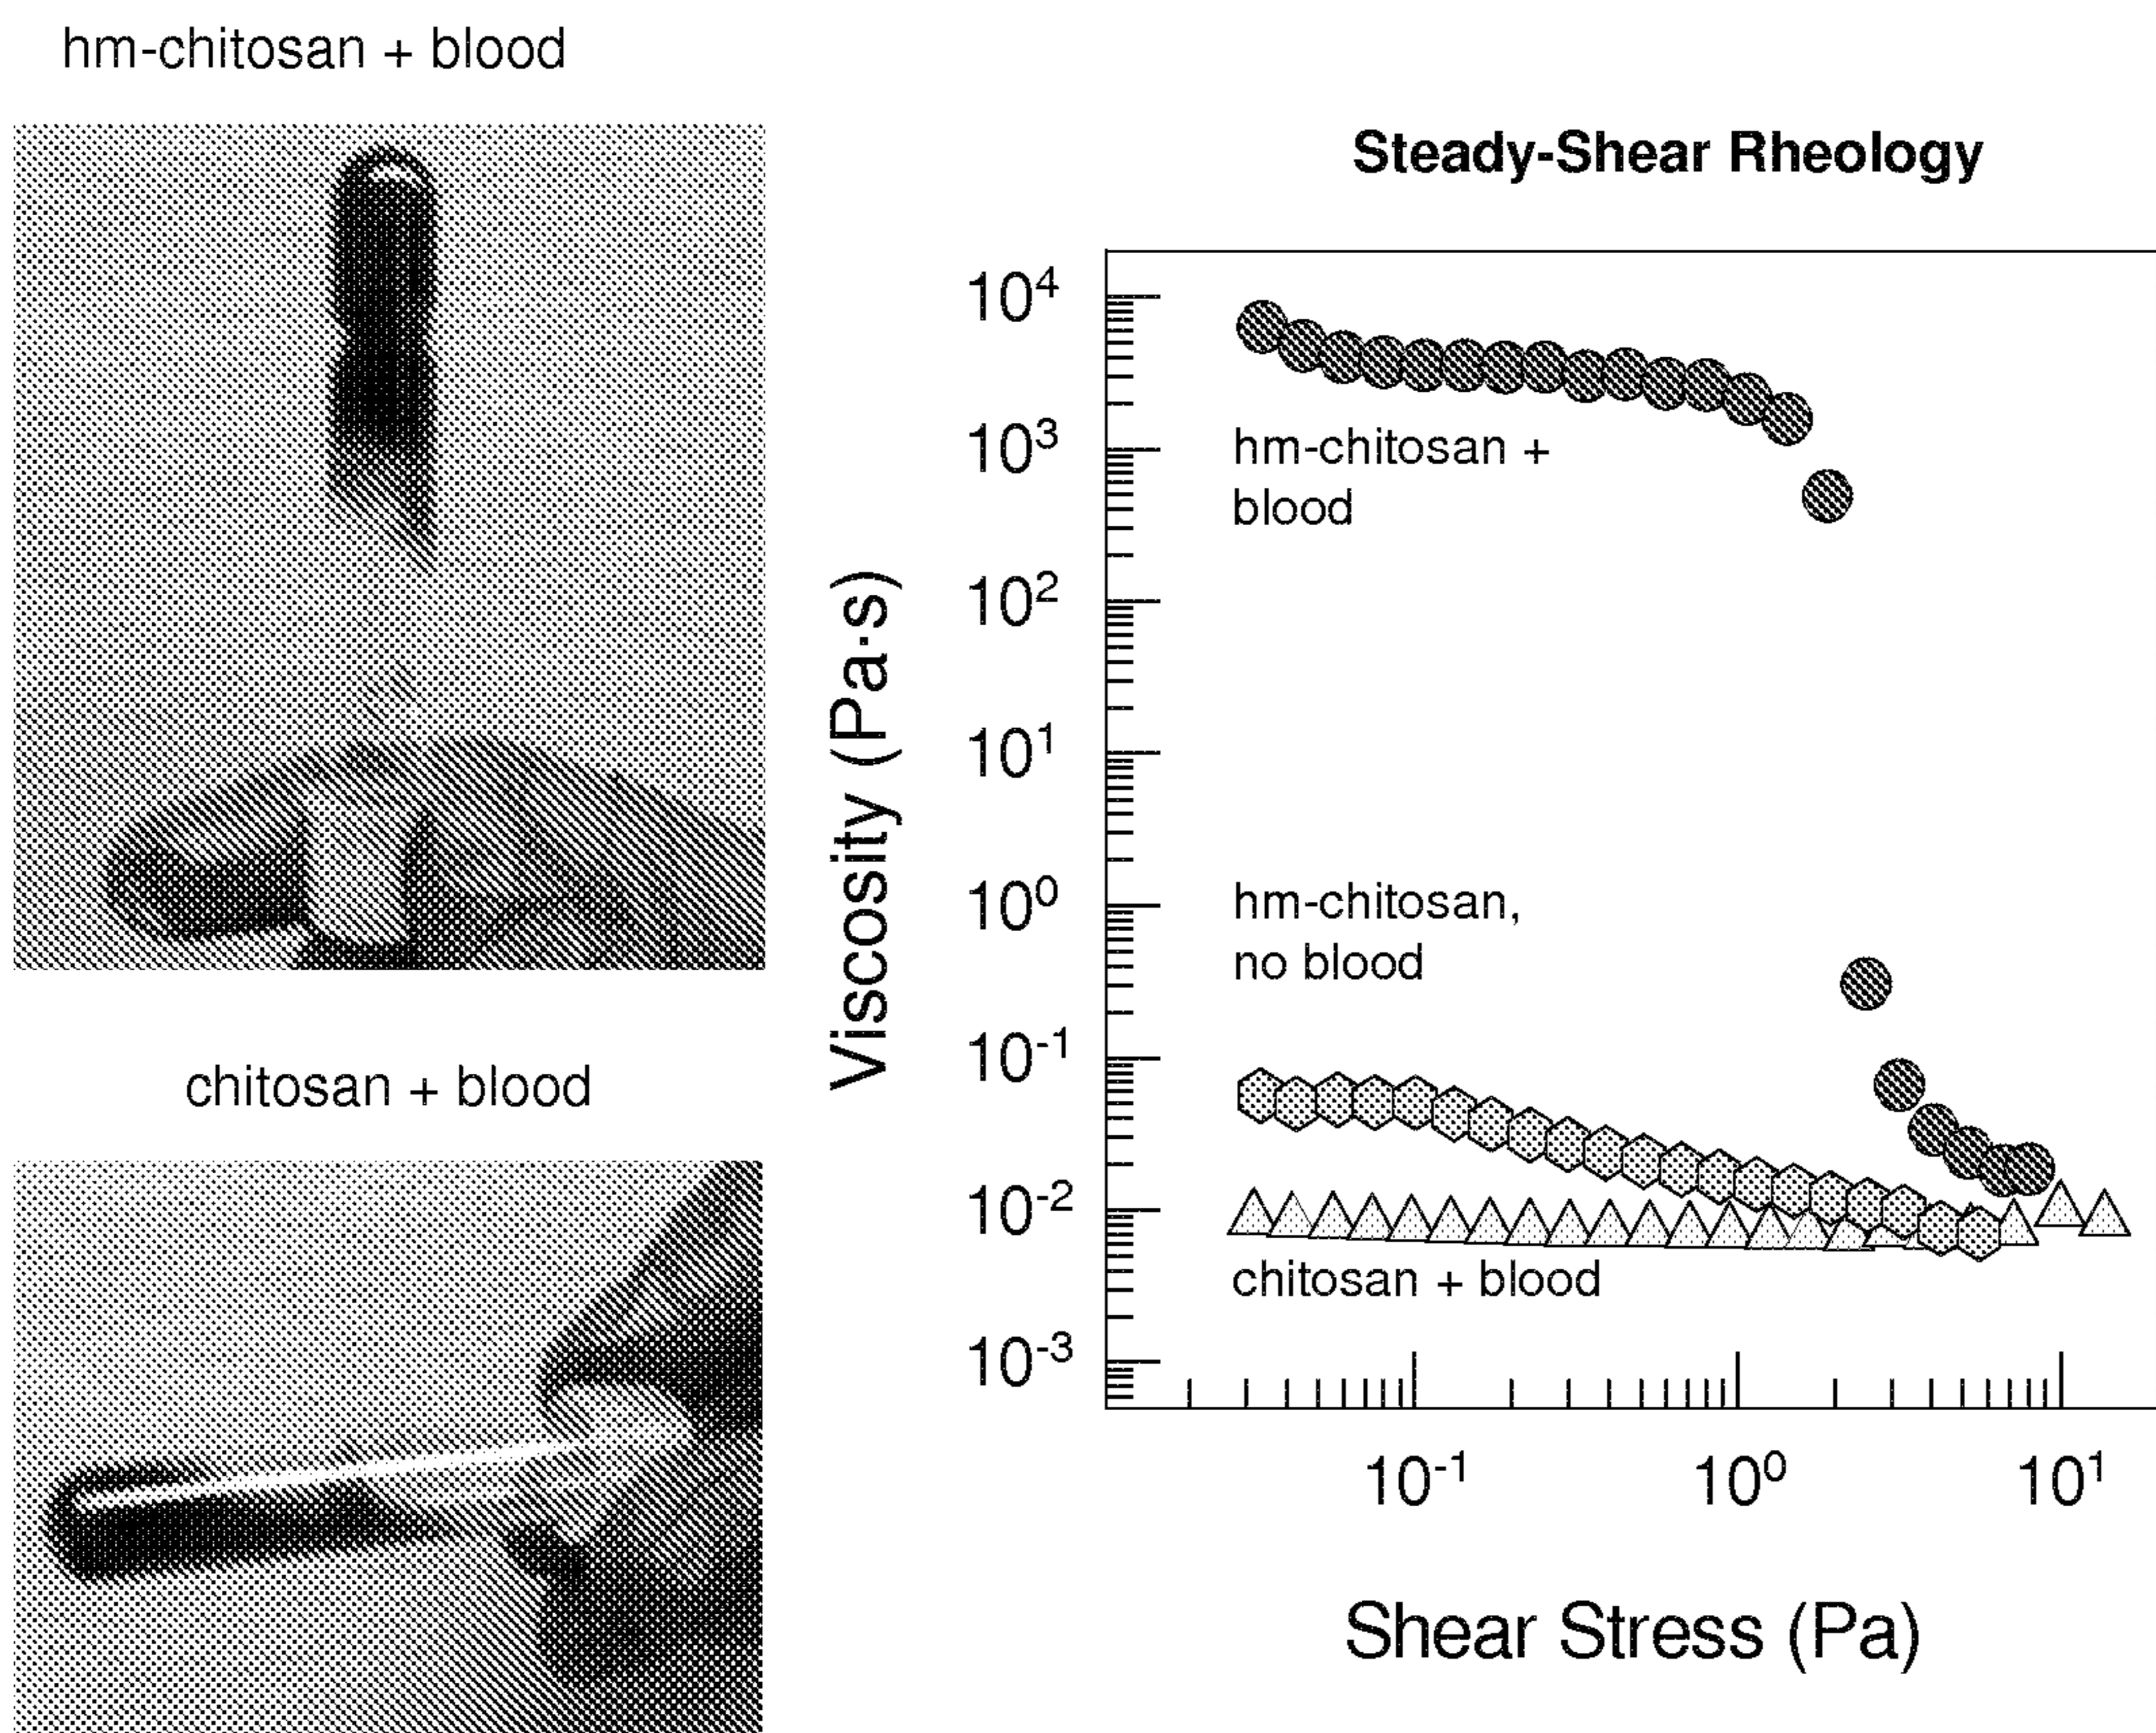 hm-chitosan + blood
chitosan + blood
Steady-Shear Rheology
Viscosity (Pa·s)
10⁴
10³
10²
10¹
10⁰
10⁻¹
10⁻²
10⁻³
hm-chitosan +
blood
hm-chitosan,
no blood
chitosan + blood
10⁻¹ 10⁰ 10¹
Shear Stress (Pa)